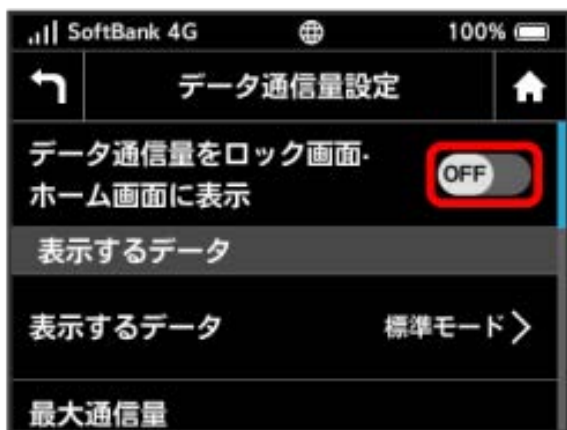 SoftBank 4G 100%
データ通信量設定
データ通信量をロック画面・
ホーム画面に表示
OFF
表示するデータ
表示するデータ 標準モード
最大通信量